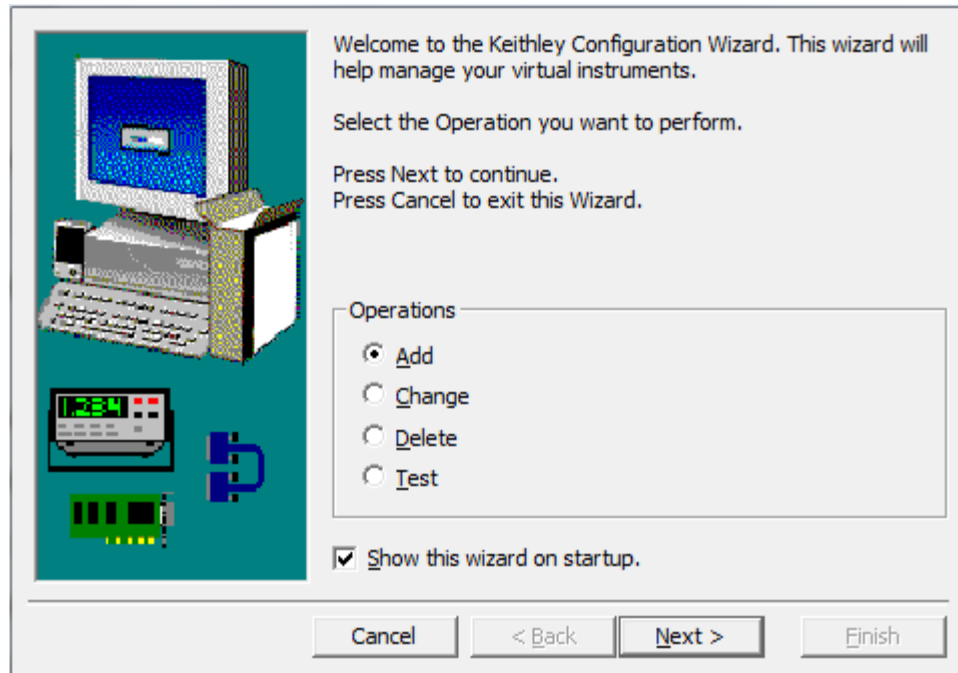 Welcome to the Keithley Configuration Wizard. This wizard will
help manage your virtual instruments.
Select the Operation you want to perform.
Press Next to continue.
Press Cancel to exit this Wizard.
Operations
Add
Change
Delete
Test
Show this wizard on startup.
Cancel
< Back
Next >
Finish
1.234